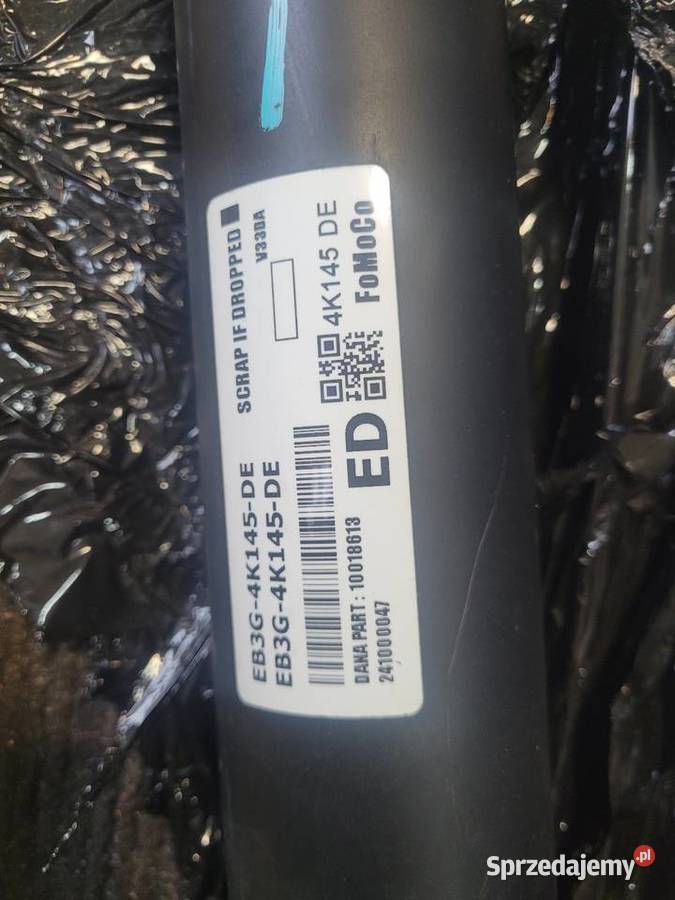 EB3G-4K145-DE SCRAP IF DROPPED
EB3G-4K145-DE V33DA
4K145 DE
ED FoMoCo
DANA PART: 10018613
241000047
Sprzedajemy.pl